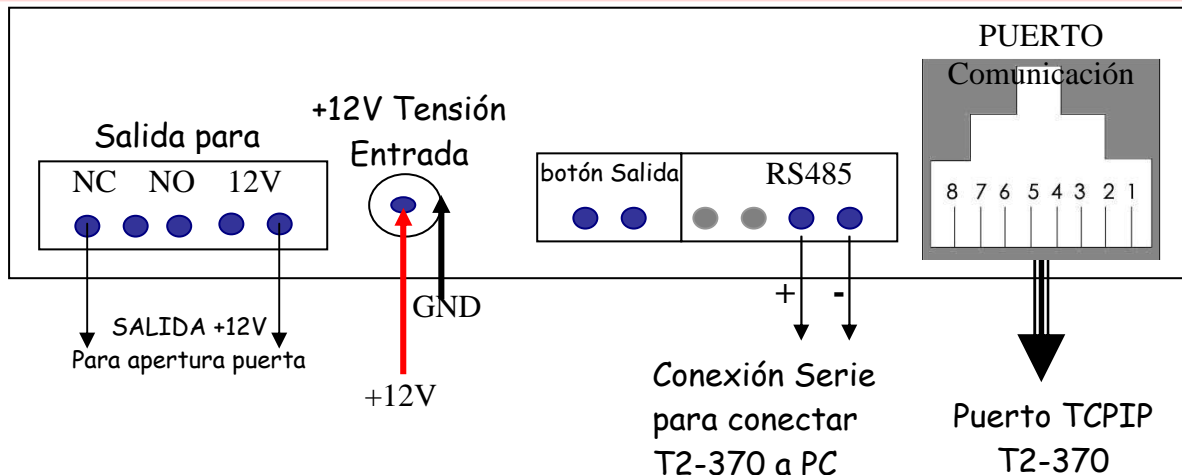 PUERTO
Comunicación
+12V Tensión
Entrada
Salida para
NC NO 12V
botón Salida
RS485
8 7 6 5 4 3 2 1
+ -
GND
SALIDA +12V
Para apertura puerta
+12V
Conexión Serie
para conectar
T2-370 a PC
Puerto TCPIP
T2-370